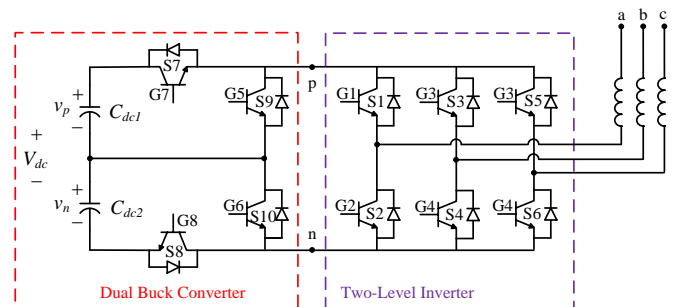 a b c
S7
G7
+
v_p
−
C_dc1
G5
S9
p
G1
S1
G3
S3
G3
S5
+
V_dc
−
+
v_n
−
C_dc2
G8
S8
G6
S10
n
G2
S2
G4
S4
G4
S6
Dual Buck Converter
Two-Level Inverter